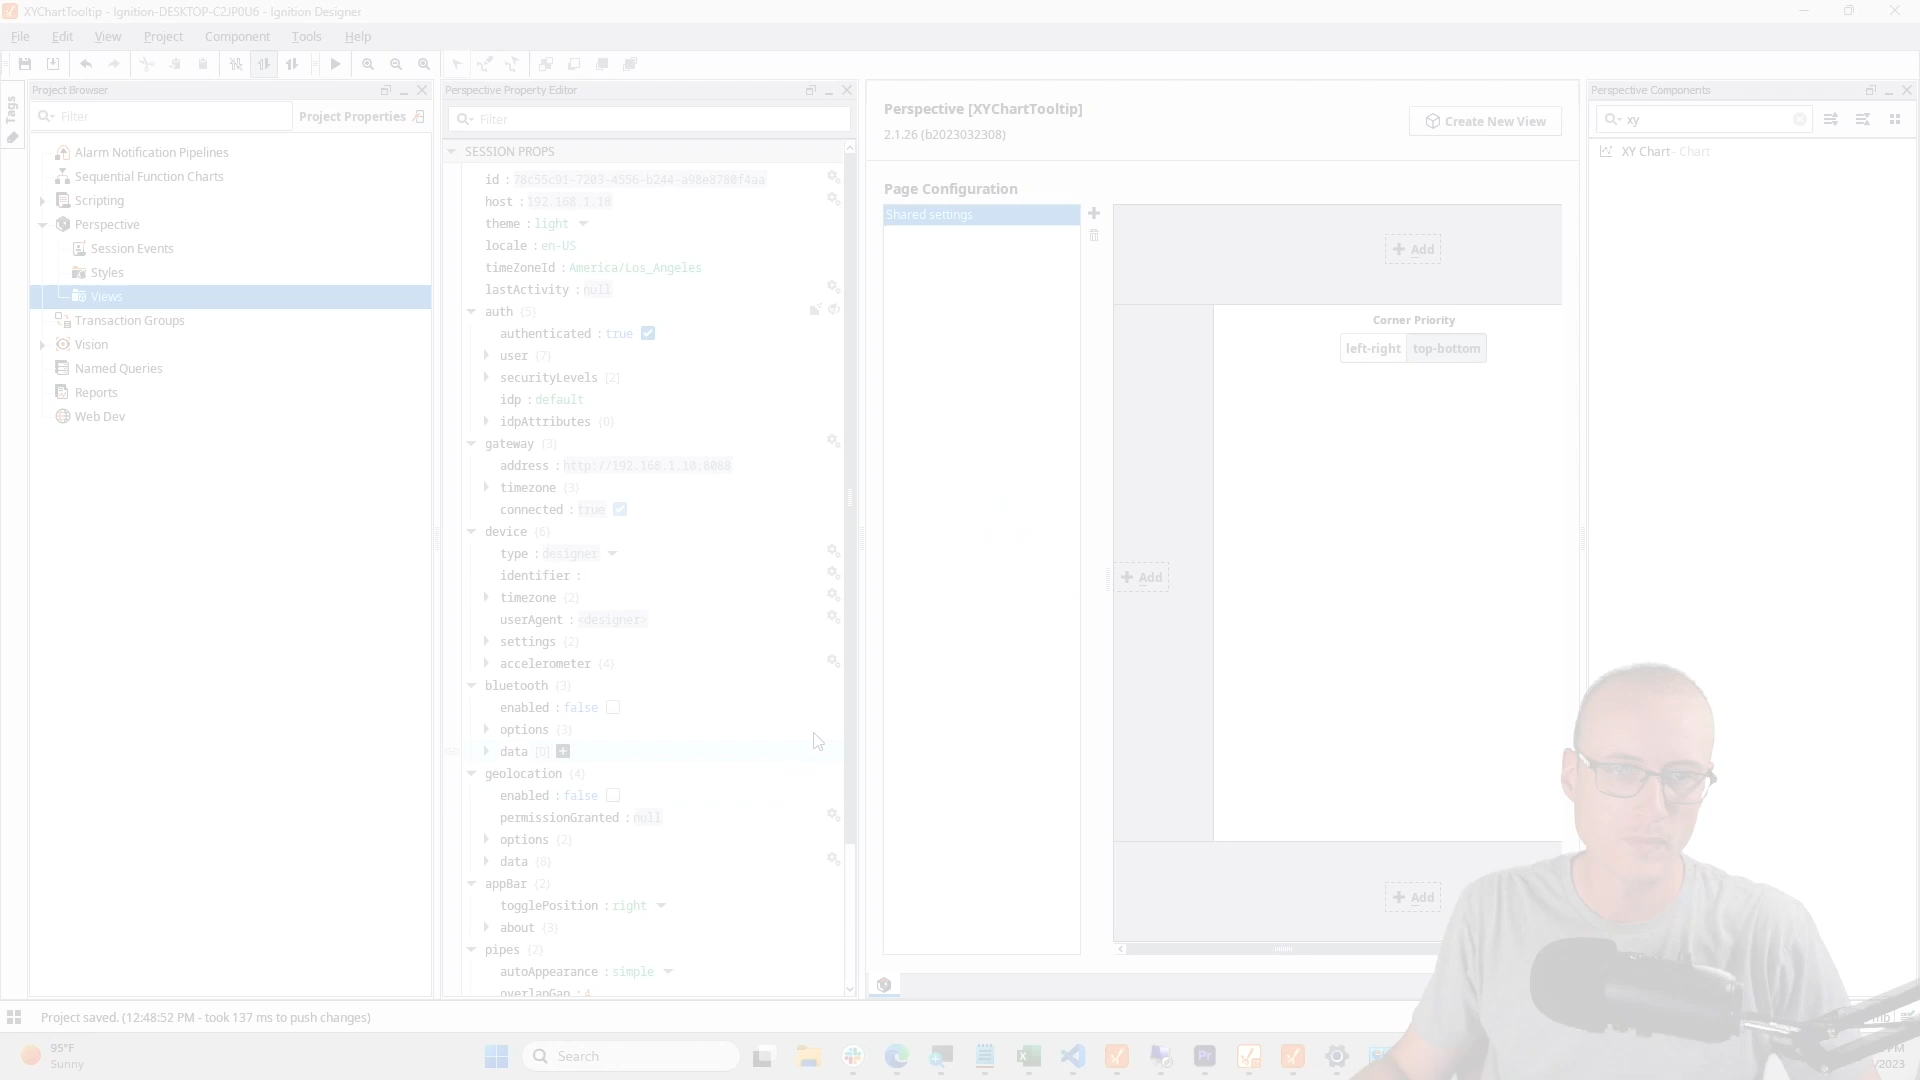 XYChartTooltip - Ignition-DESKTOP-C2JP0U6 - Ignition Designer
File Edit View Project Component Tools Help
Tags
Project Browser
Filter
Project Properties
Alarm Notification Pipelines
Sequential Function Charts
Scripting
Perspective
Session Events
Styles
Views
Transaction Groups
Vision
Named Queries
Reports
Web Dev
Perspective Property Editor
Filter
SESSION PROPS
id : 78c55c91-7203-4556-b244-a98e8780f4aa
host : 192.168.1.10
theme : light
locale : en-US
timeZoneId : America/Los_Angeles
lastActivity : null
auth {5}
authenticated : true
user {7}
securityLevels [2]
idp : default
idpAttributes {0}
gateway {3}
address : http://192.168.1.10:8088
timezone {3}
connected : true
device {6}
type : designer
identifier :
timezone {2}
userAgent : <designer>
settings {2}
accelerometer {4}
bluetooth {3}
enabled : false
options {3}
data [0]
geolocation {4}
enabled : false
permissionGranted : null
options {2}
data {8}
appBar {2}
togglePosition : right
about {3}
pipes {2}
autoAppearance : simple
overlapGap : 4
Perspective [XYChartTooltip]
2.1.26 (b2023032308)
Create New View
Page Configuration
Shared settings
Add
Corner Priority
left-right top-bottom
Add
Add
Perspective Components
xy
XY Chart - Chart
Project saved. (12:48:52 PM - took 137 ms to push changes)
95°F
Sunny
Search
PM
/2023